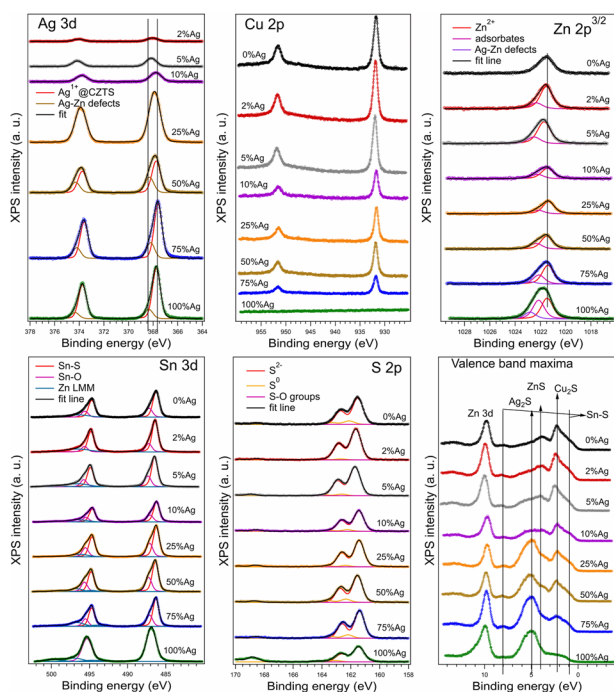 Ag 3d
2%Ag
5%Ag
10%Ag
Ag1+@CZTS
Ag-Zn defects
fit
25%Ag
50%Ag
75%Ag
100%Ag
378 376 374 372 370 368 366 364
Binding energy (eV)
XPS intensity (a. u.)
Cu 2p
0%Ag
2%Ag
5%Ag
10%Ag
25%Ag
50%Ag
75%Ag
100%Ag
950 940 930
Binding energy (eV)
XPS intensity (a. u.)
Zn 2p3/2
Zn2+
adsorbates
Ag-Zn defects
fit line
0%Ag
2%Ag
5%Ag
10%Ag
25%Ag
50%Ag
75%Ag
100%Ag
1028 1024 1020 1016
Binding energy (eV)
XPS intensity (a. u.)
Sn 3d
Sn-S
Sn-O
Zn LMM
fit line
0%Ag
2%Ag
5%Ag
10%Ag
25%Ag
50%Ag
75%Ag
100%Ag
500 495 490 485
Binding energy (eV)
XPS intensity (a. u.)
S 2p
S2-
S0
S-O groups
fit line
0%Ag
2%Ag
5%Ag
10%Ag
25%Ag
50%Ag
75%Ag
100%Ag
170 168 166 164 162 160 158
Binding energy (eV)
XPS intensity (a. u.)
Valence band maxima
ZnS
Cu2S
Zn 3d
Ag2S
Sn-S
0%Ag
2%Ag
5%Ag
10%Ag
25%Ag
50%Ag
75%Ag
100%Ag
10 5 0
Binding energy (eV)
XPS intensity (a. u.)